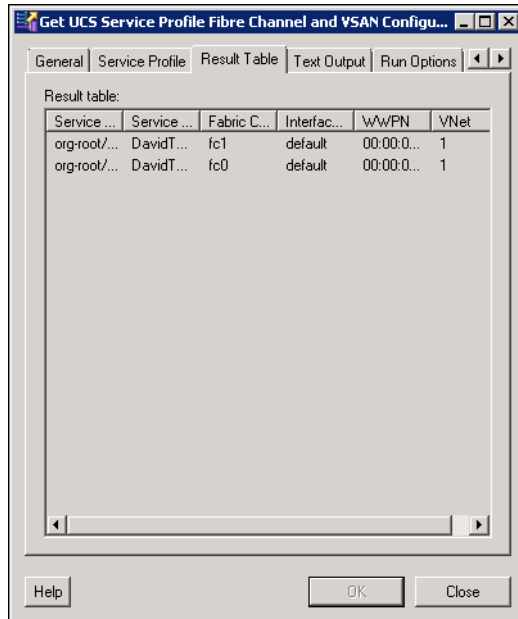 Get UCS Service Profile Fibre Channel and VSAN Configu...
General Service Profile Result Table Text Output Run Options
Result table:
Service ... Service ... Fabric C... Interfac... WWPN VNet
org-root/... DavidT... fc1 default 00:00:0... 1
org-root/... DavidT... fc0 default 00:00:0... 1
Help OK Close